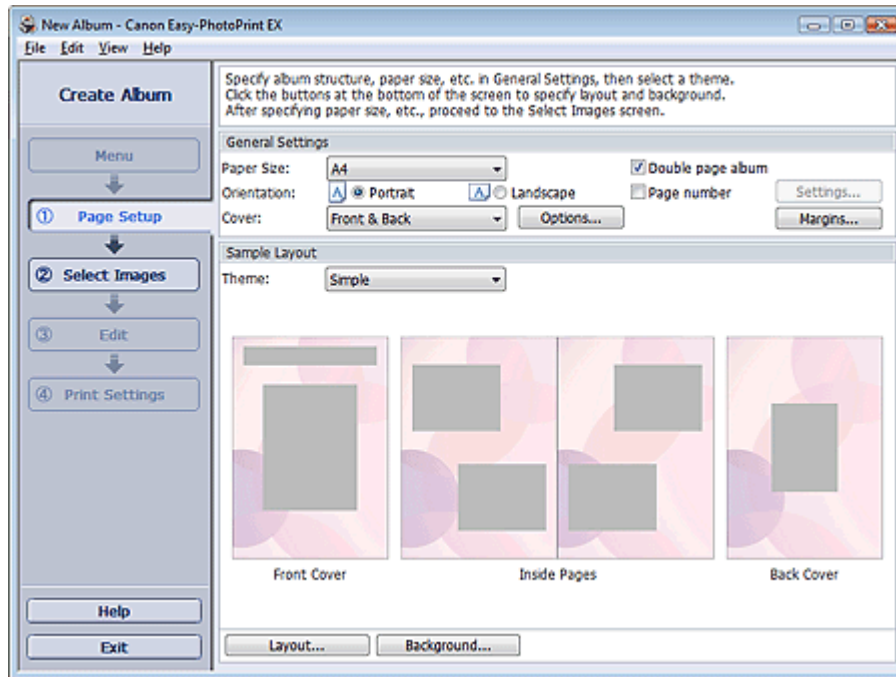 New Album - Canon Easy-PhotoPrint EX
File Edit View Help
Create Album
Menu
① Page Setup
② Select Images
③ Edit
④ Print Settings
Help
Exit
Specify album structure, paper size, etc. in General Settings, then select a theme.
Click the buttons at the bottom of the screen to specify layout and background.
After specifying paper size, etc., proceed to the Select Images screen.
General Settings
Paper Size: A4 Double page album
Orientation: A Portrait A Landscape Page number Settings...
Cover: Front & Back Options... Margins...
Sample Layout
Theme: Simple
Front Cover Inside Pages Back Cover
Layout... Background...